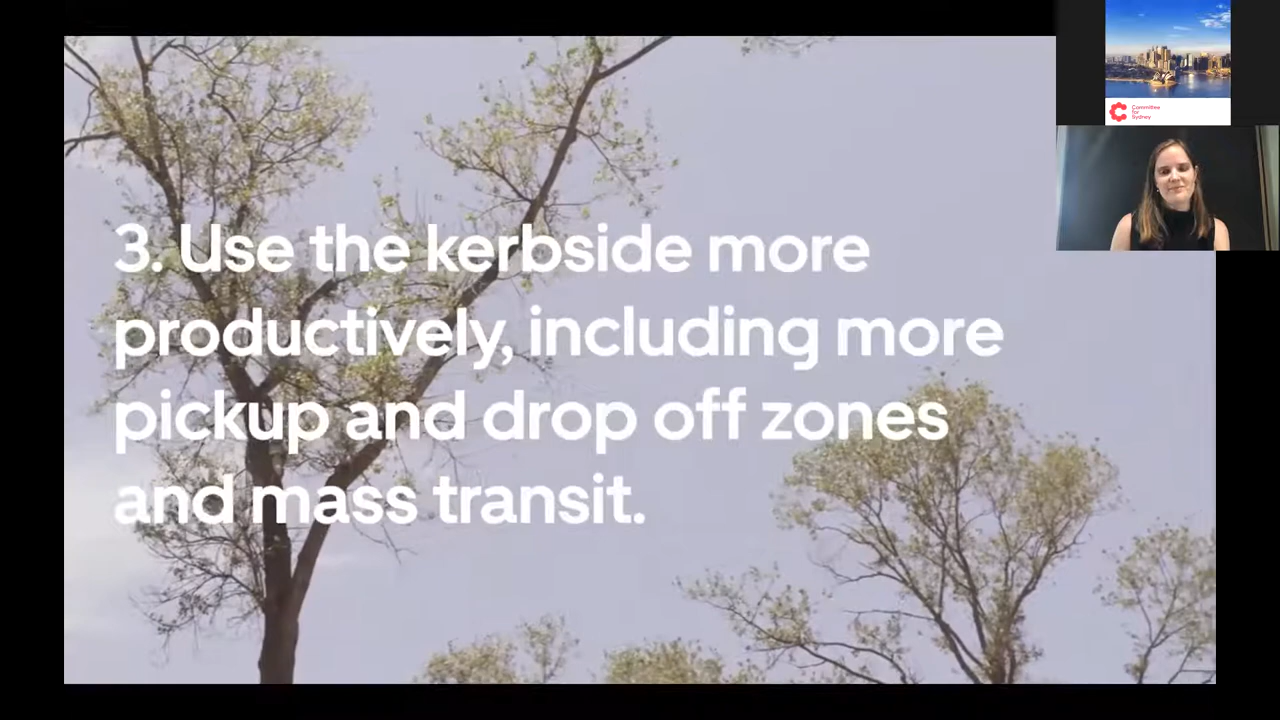 3. Use the kerbside more
productively, including more
pickup and drop off zones
and mass transit.
Committee
for
Sydney